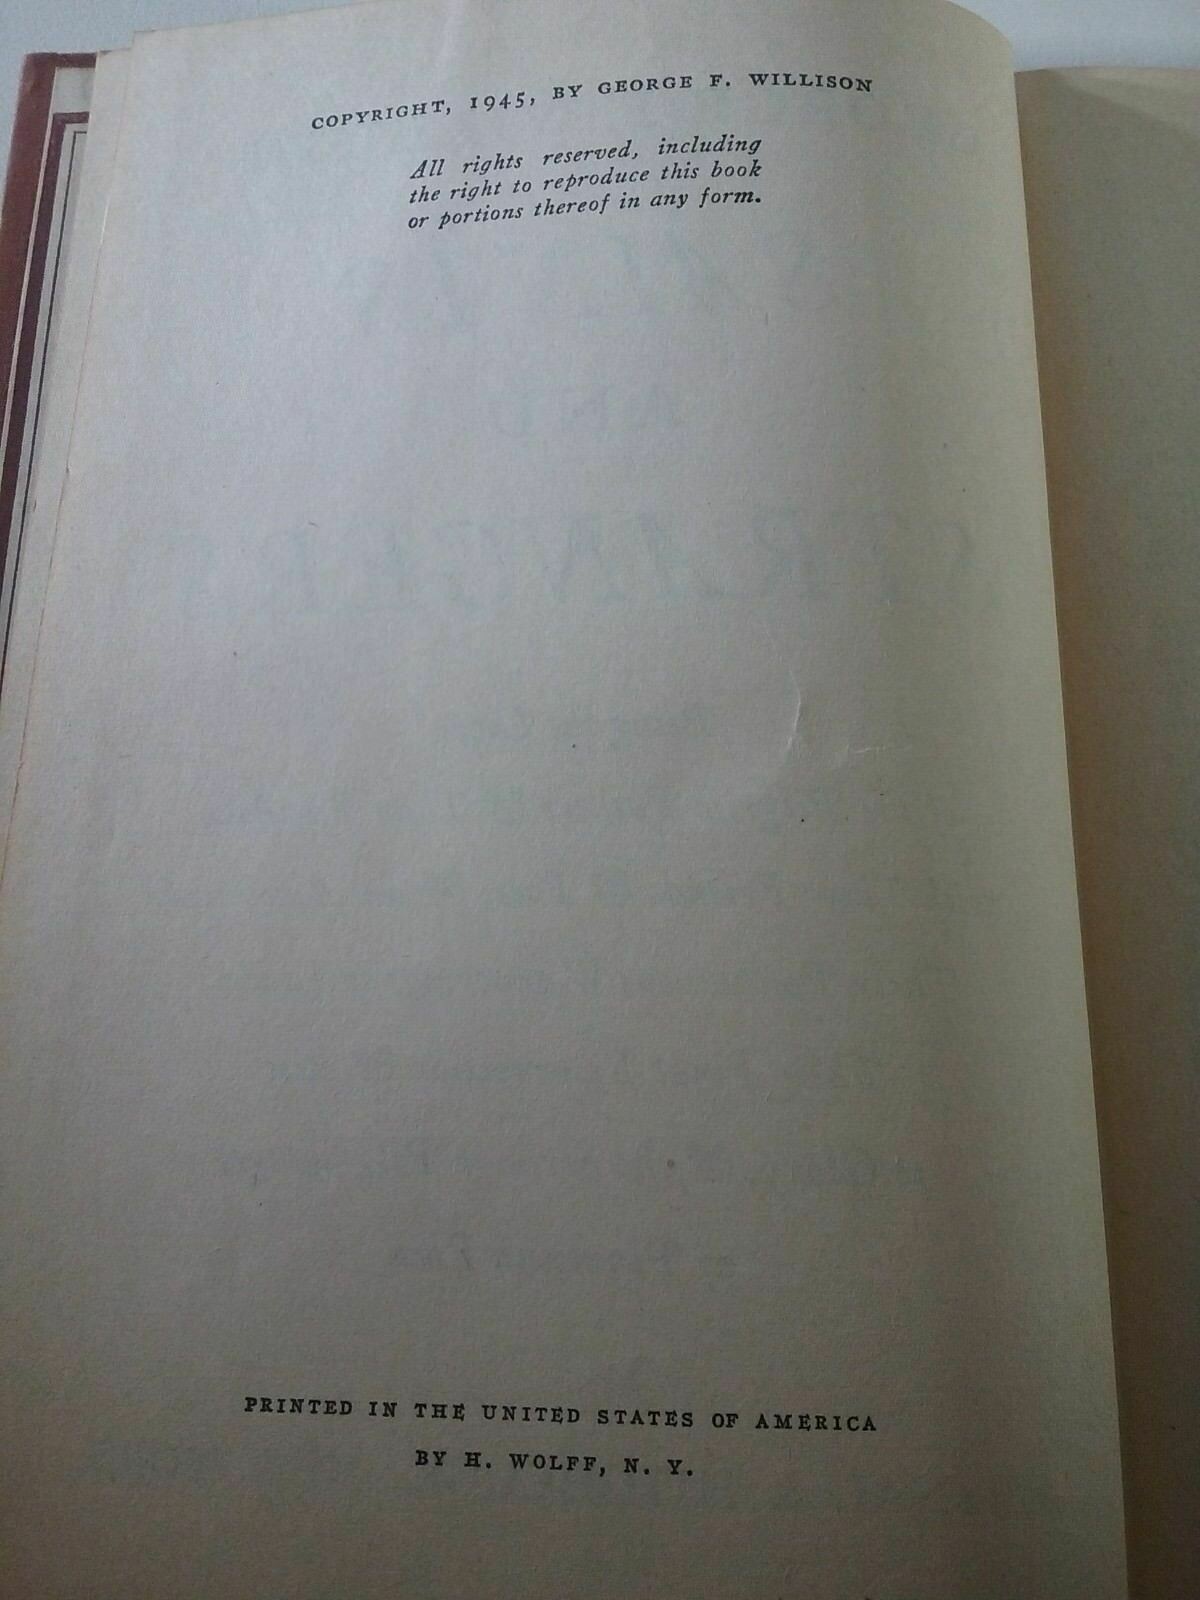 COPYRIGHT, 1945, BY GEORGE F. WILLISON
All rights reserved, including
the right to reproduce this book
or portions thereof in any form.
PRINTED IN THE UNITED STATES OF AMERICA
BY H. WOLFF, N. Y.